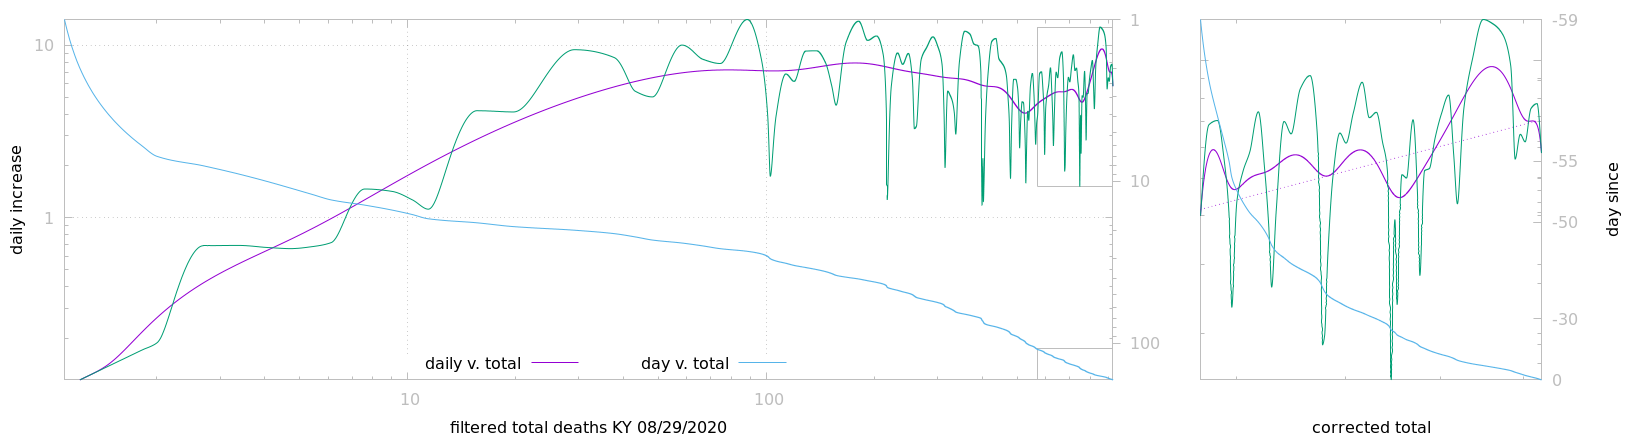 10
1
daily increase
daily v. total
day v. total
10
100
filtered total deaths KY 08/29/2020
1
10
100
-59
-55
-50
-30
0
day since
corrected total